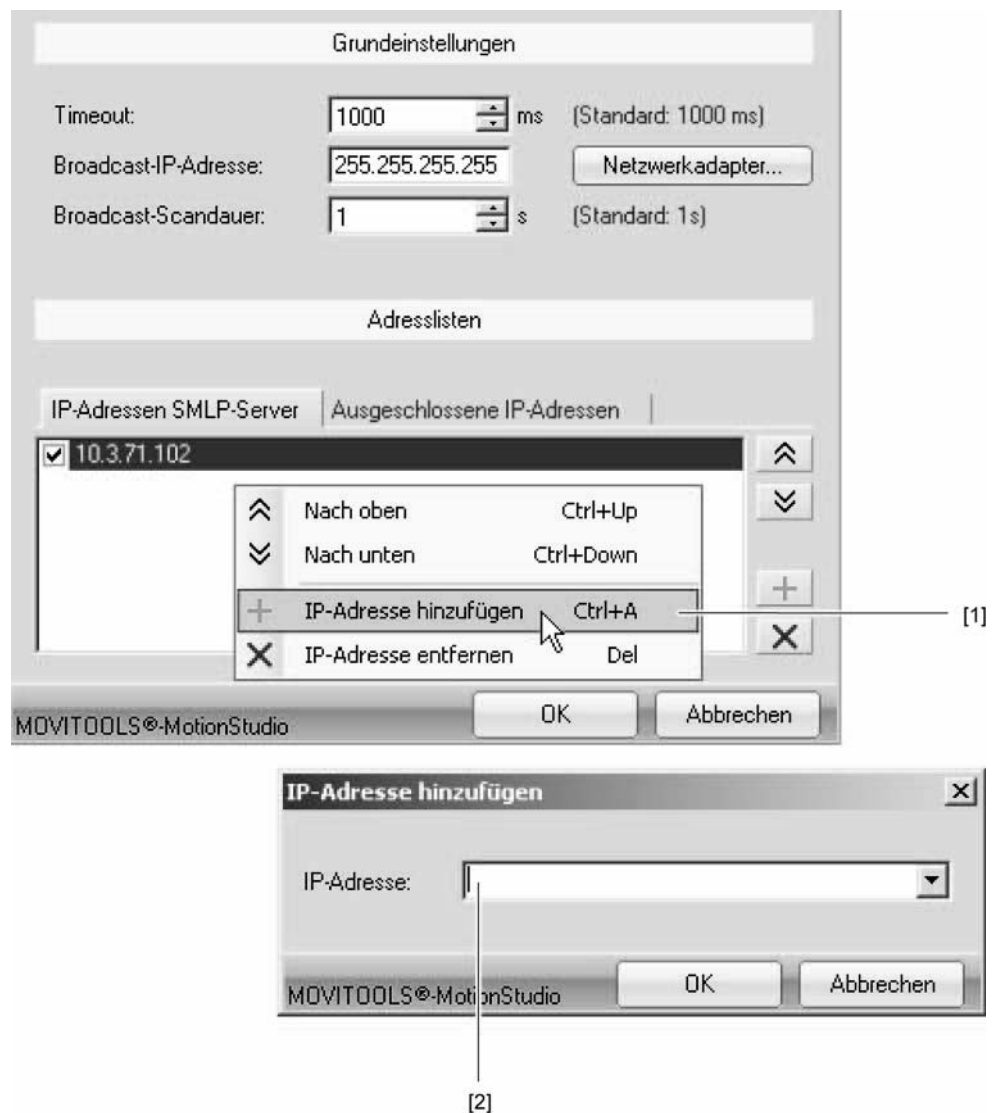 Grundeinstellungen
Timeout: 1000 ms (Standard: 1000 ms)
Broadcast-IP-Adresse: 255.255.255.255 Netzwerkadapter...
Broadcast-Scandauer: 1 s (Standard: 1s)
Adresslisten
IP-Adressen SMLP-Server Ausgeschlossene IP-Adressen
10.3.71.102
Nach oben Ctrl+Up
Nach unten Ctrl+Down
IP-Adresse hinzufügen Ctrl+A [1]
IP-Adresse entfernen Del
MOVITOOLS®-MotionStudio OK Abbrechen
IP-Adresse hinzufügen
IP-Adresse:
MOVITOOLS®-MotionStudio OK Abbrechen
[2]